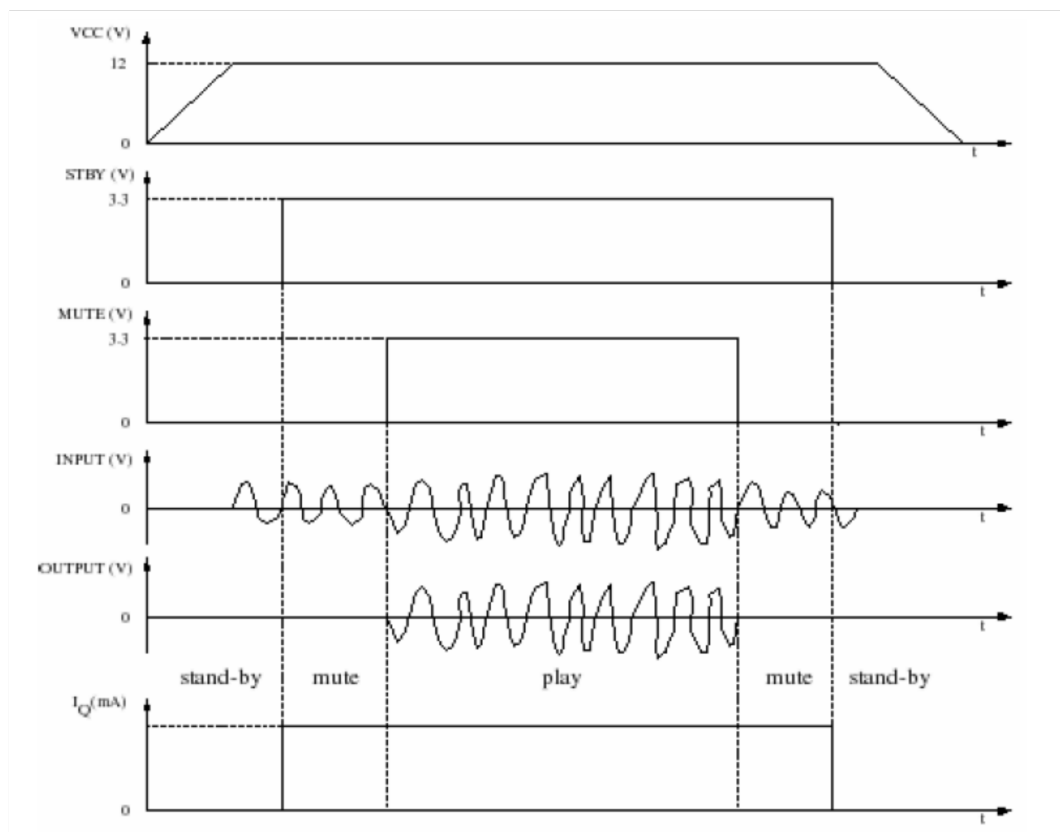 VCC (V)
12
0
t
STBY (V)
3.3
0
t
MUTE (V)
3.3
0
t
INPUT (V)
0
t
OUTPUT (V)
0
t
stand-by mute play mute stand-by
IQ(mA)
0
t